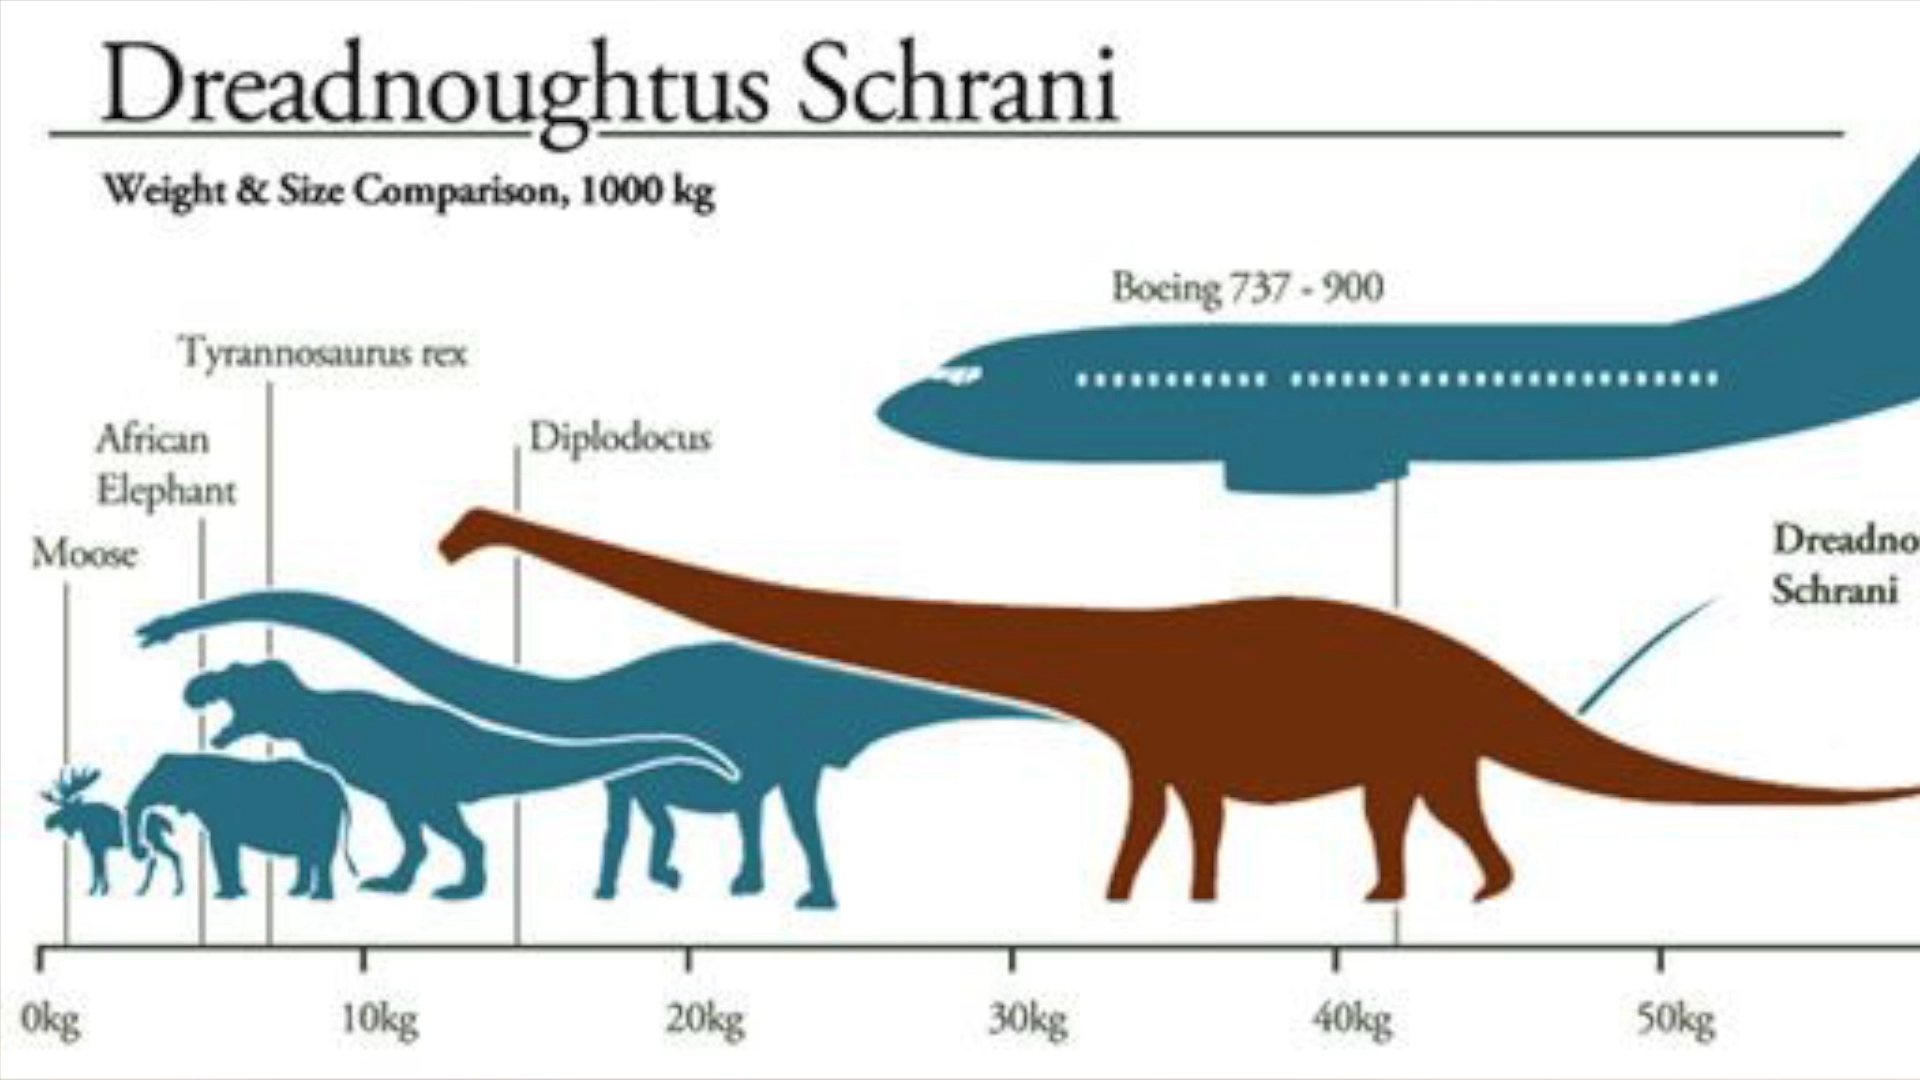 Dreadnoughtus Schrani
Weight & Size Comparison, 1000 kg
Boeing 737 - 900
Tyrannosaurus rex
African
Elephant
Diplodocus
Moose
Dreadno
Schrani
0kg
10kg
20kg
30kg
40kg
50kg